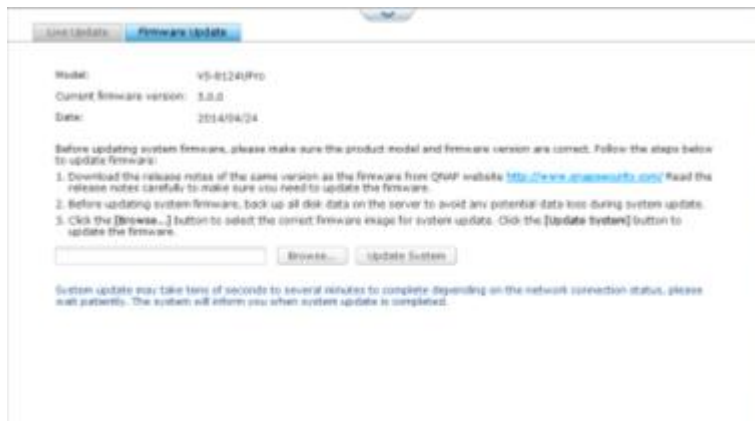 Live Update Firmware Update
Model: VS-8124UPro
Current firmware version: 5.0.0
Date: 2014/04/24
Before updating system firmware, please make sure the product model and firmware version are correct. Follow the steps below
to update firmware:
1. Download the release notes of the same version as the firmware from QNAP website http://www.qnapsecurity.com/ Read the
release notes carefully to make sure you need to update the firmware.
2. Before updating system firmware, back up all disk data on the server to avoid any potential data loss during system update.
3. Click the [Browse...] button to select the correct firmware image for system update. Click the [Update System] button to
update the firmware.
Browse... Update System
System update may take tens of seconds to several minutes to complete depending on the network connection status, please
wait patiently. The system will inform you when system update is completed.